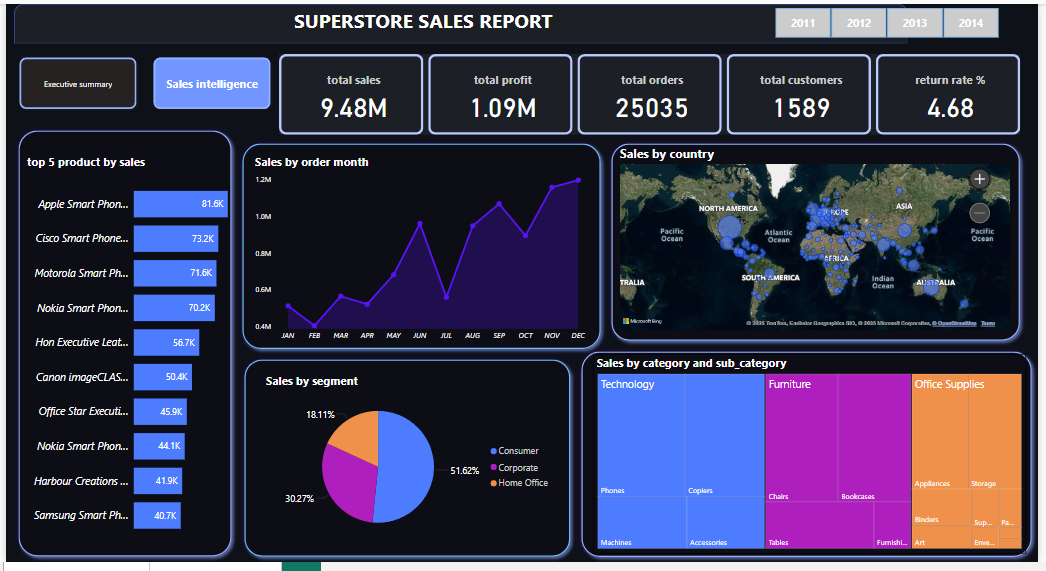 SUPERSTORE SALES REPORT
2011 2012 2013 2014
Executive summary
Sales intelligence
total sales
9.48M
total profit
1.09M
total orders
25035
total customers
1589
return rate %
4.68
top 5 product by sales
Apple Smart Phon... 81.6K
Cisco Smart Phone... 73.2K
Motorola Smart Ph... 71.6K
Nokia Smart Phon... 70.2K
Hon Executive Leat... 56.7K
Canon imageCLAS... 50.4K
Office Star Executi... 45.9K
Nokia Smart Phon... 44.1K
Harbour Creations ... 41.9K
Samsung Smart Ph... 40.7K
Sales by order month
1.2M
1.0M
0.8M
0.6M
0.4M
JAN FEB MAR APR MAY JUN JUL AUG SEP OCT NOV DEC
Sales by country
NORTH AMERICA
ASIA
Pacific Ocean
Atlantic Ocean
Pacific Ocean
AFRICA
SOUTH AMERICA
Indian Ocean
TRALIA
AUSTRALIA
Microsoft Bing
© 2025 TomTom, Earthstar Geographics SIO, © 2025 Microsoft Corporation, © OpenStreetMap Terms
Sales by segment
18.11%
51.62%
30.27%
Consumer
Corporate
Home Office
Sales by category and sub_category
Technology
Phones
Copiers
Machines
Accessories
Furniture
Chairs
Bookcases
Tables
Furnishi...
Office Supplies
Appliances
Storage
Binders
Sup...
Pa...
Art
Enve...